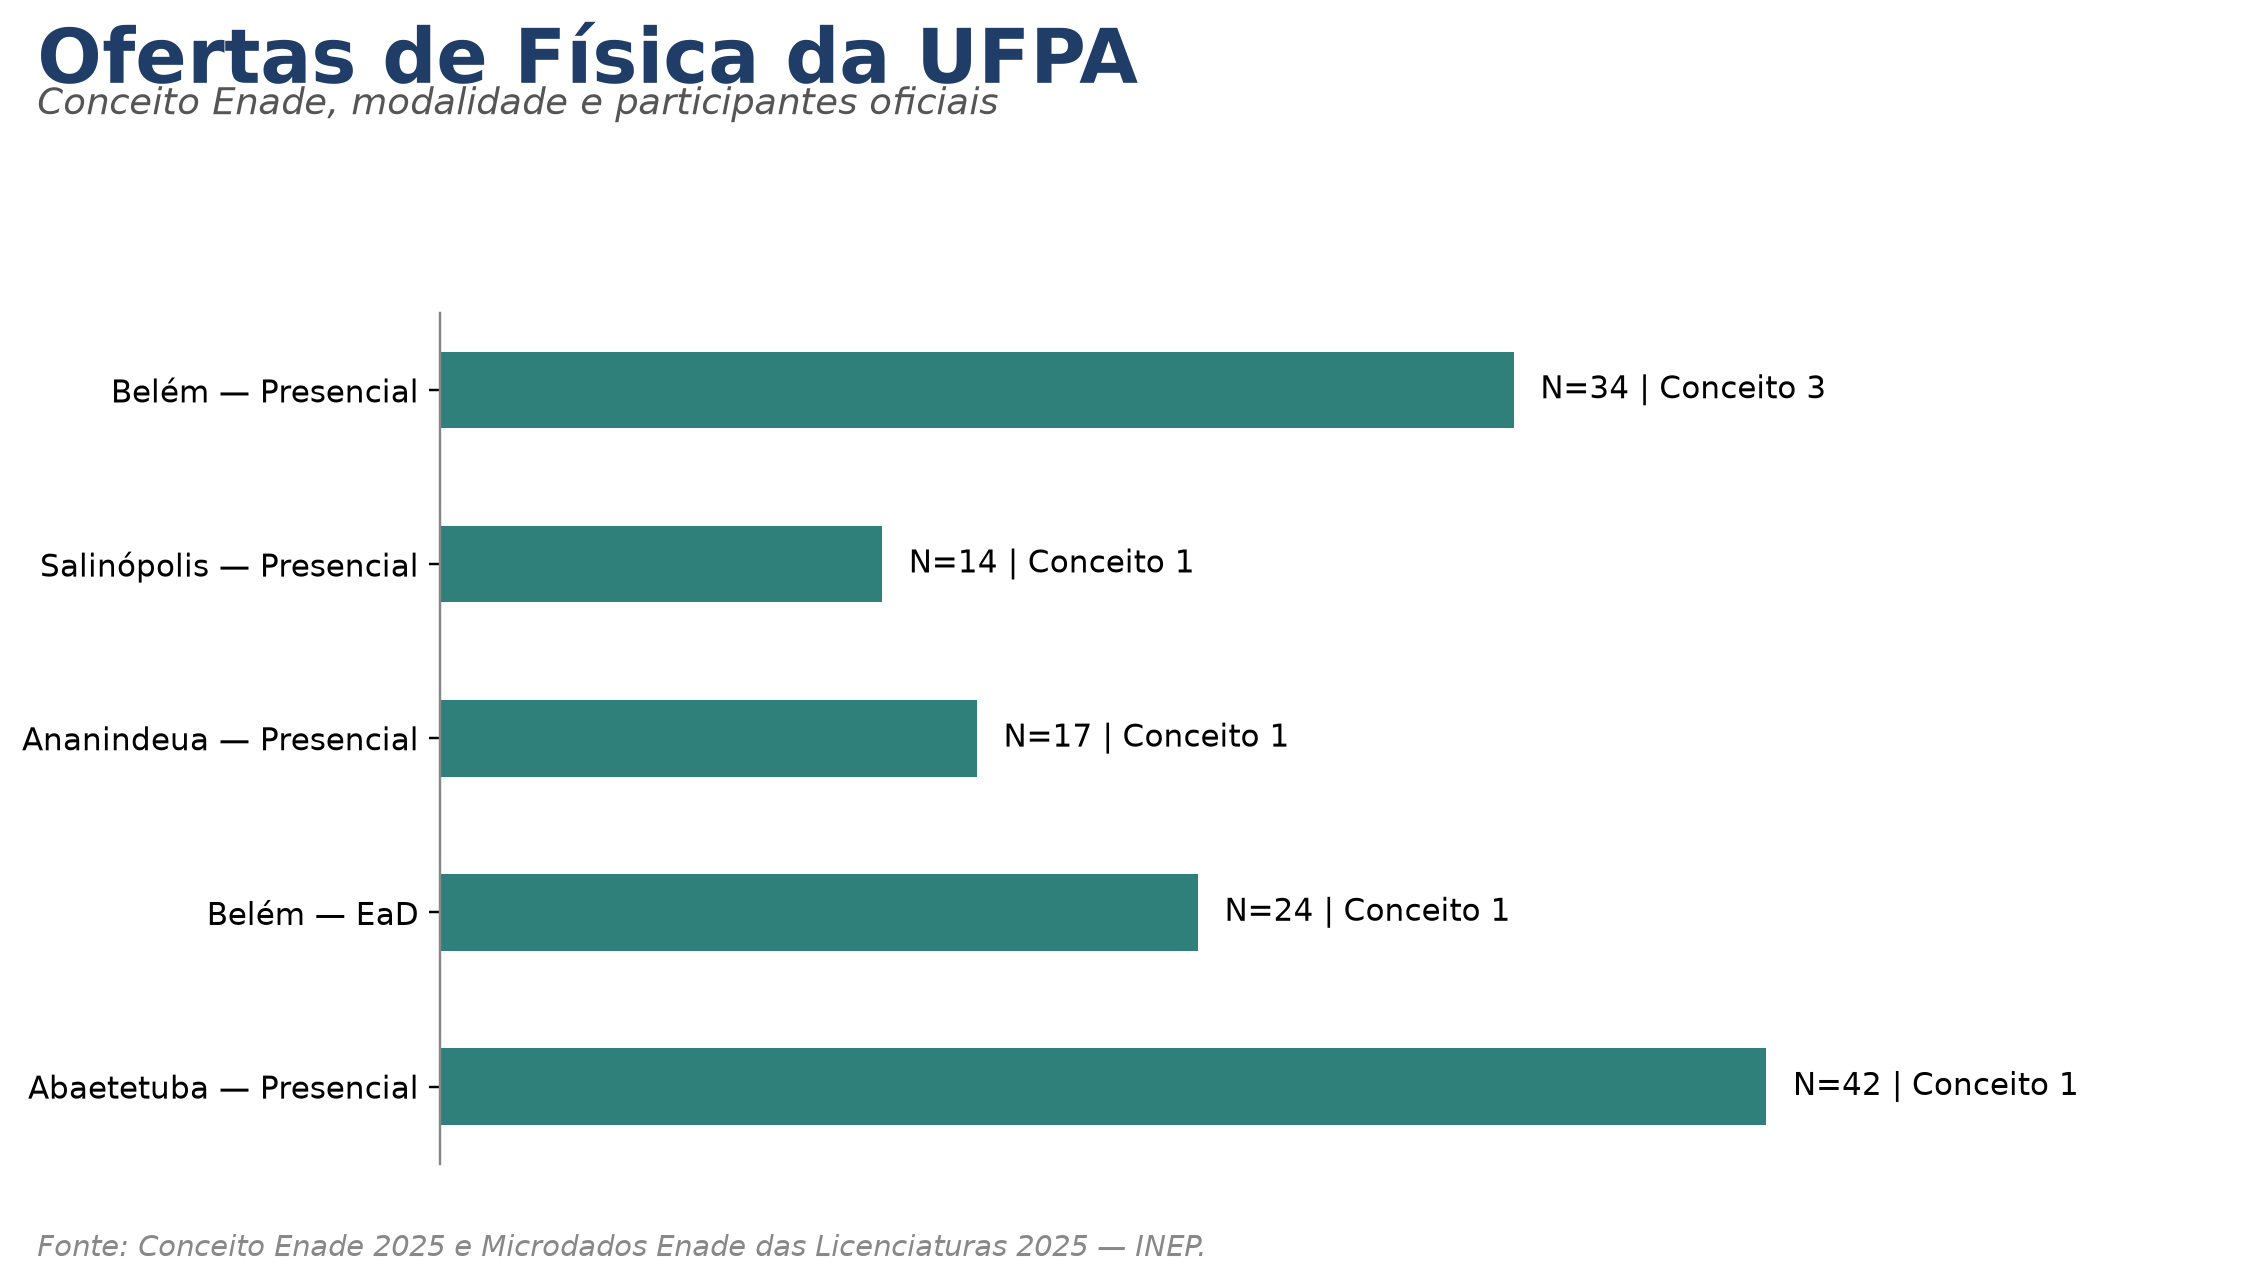 Ofertas de Física da UFPA
Conceito Enade, modalidade e participantes oficiais
Belém — Presencial
N=34 | Conceito 3
Salinópolis — Presencial
N=14 | Conceito 1
Ananindeua — Presencial
N=17 | Conceito 1
Belém — EaD
N=24 | Conceito 1
Abaetetuba — Presencial
N=42 | Conceito 1
Fonte: Conceito Enade 2025 e Microdados Enade das Licenciaturas 2025 — INEP.